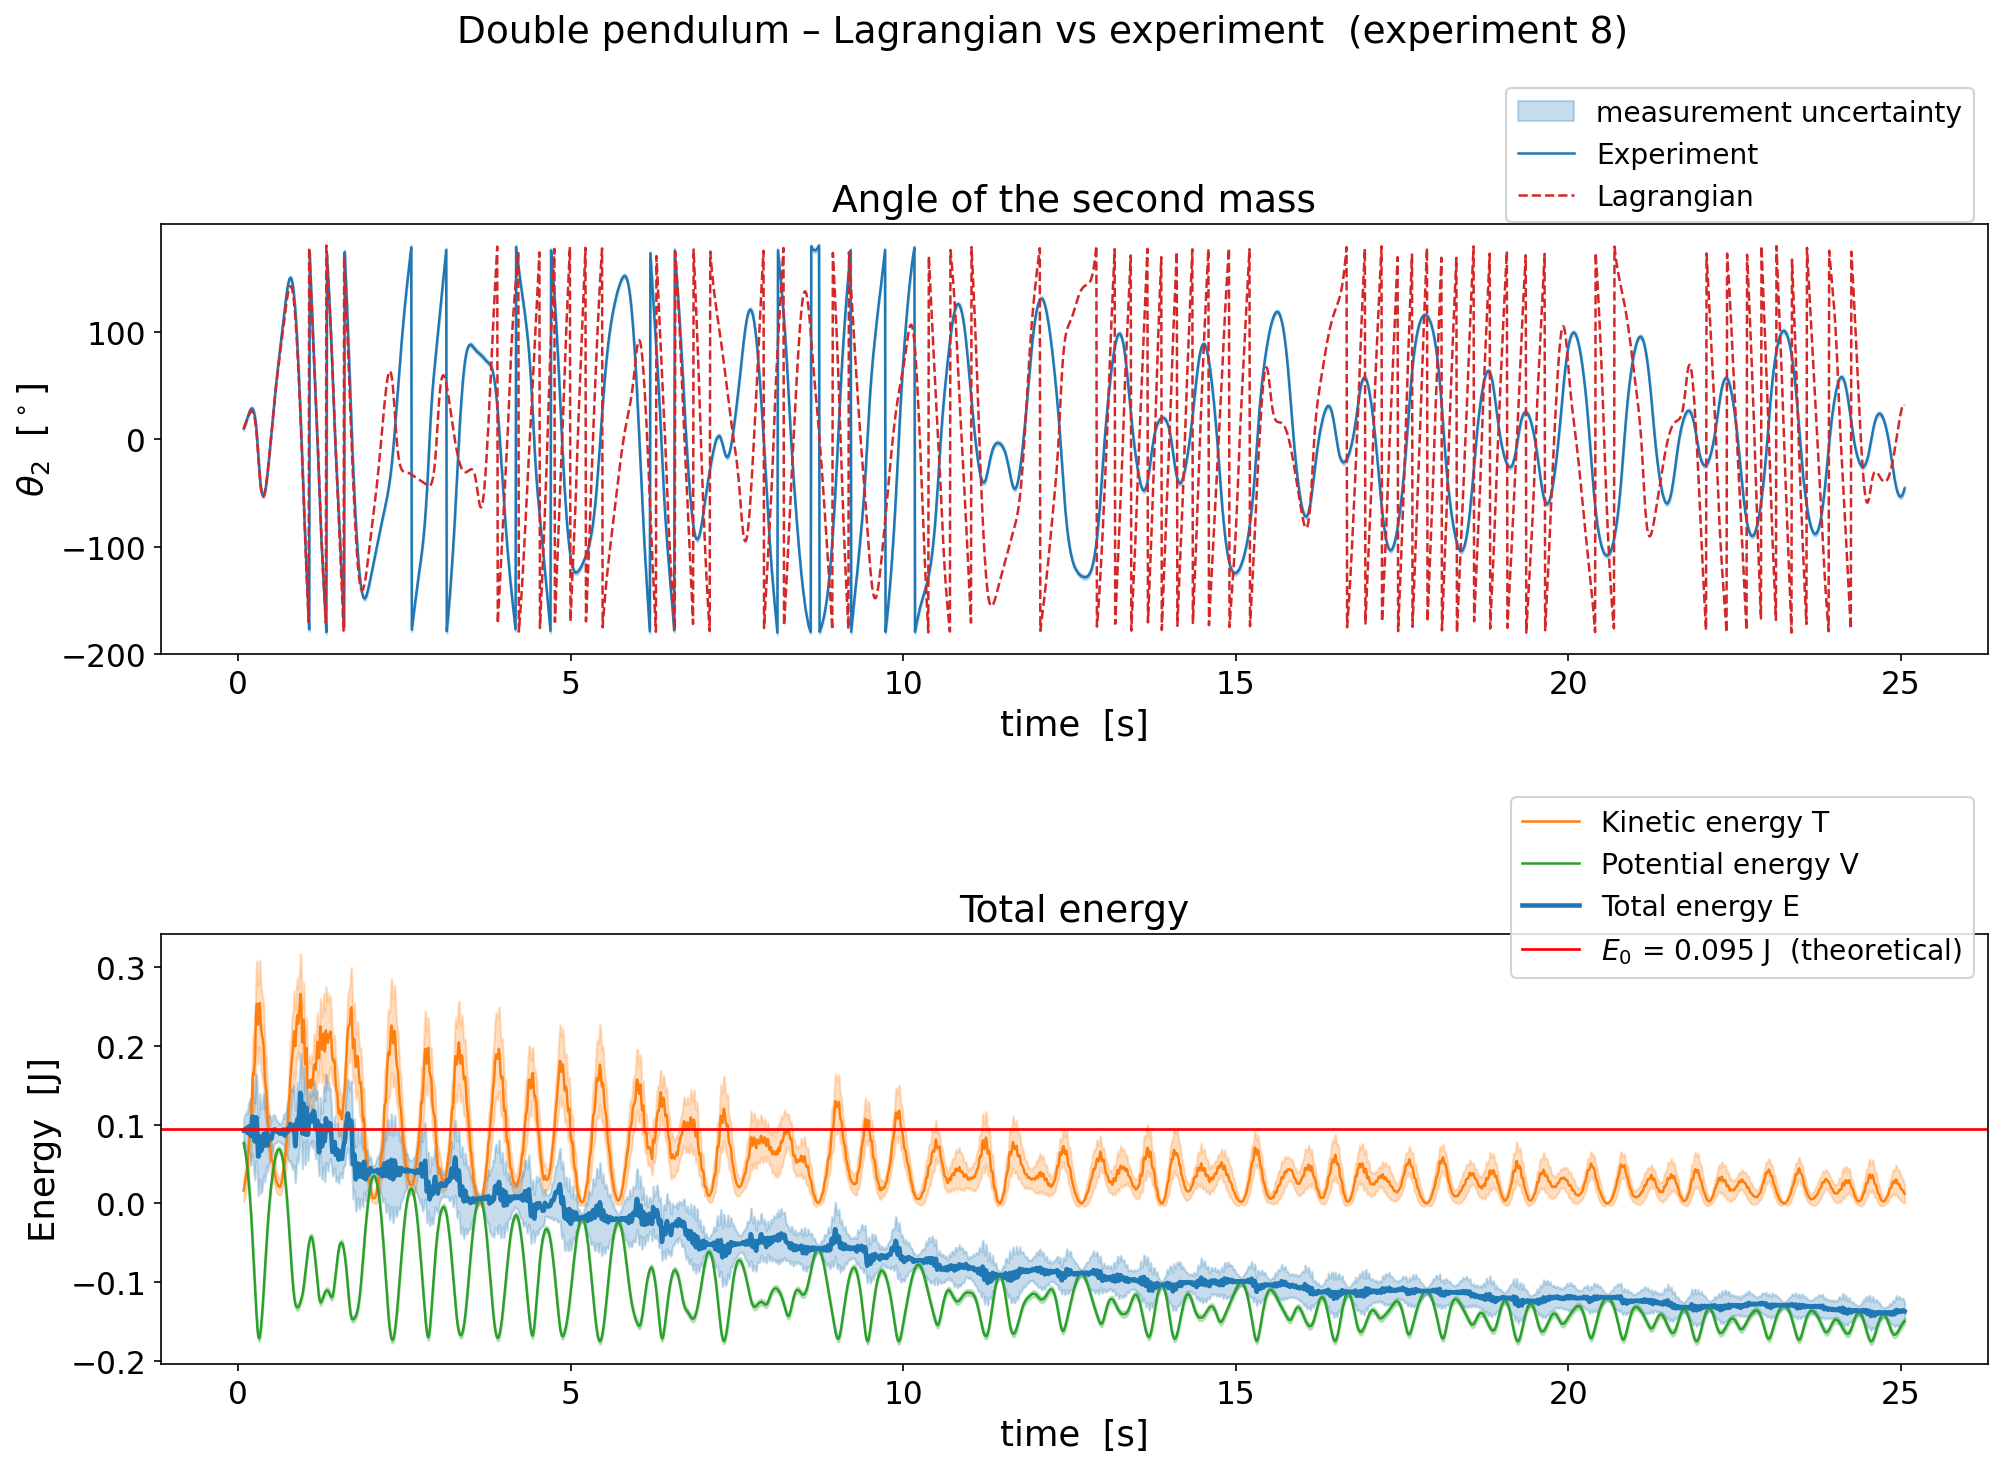 Double pendulum – Lagrangian vs experiment  (experiment 8)
measurement uncertainty
Experiment
Lagrangian
Angle of the second mass
100
0
−100
−200
θ₂ [°]
0 5 10 15 20 25
time [s]
Kinetic energy T
Potential energy V
Total energy E
E₀ = 0.095 J  (theoretical)
Total energy
0.3
0.2
0.1
0.0
−0.1
−0.2
Energy [J]
0 5 10 15 20 25
time [s]